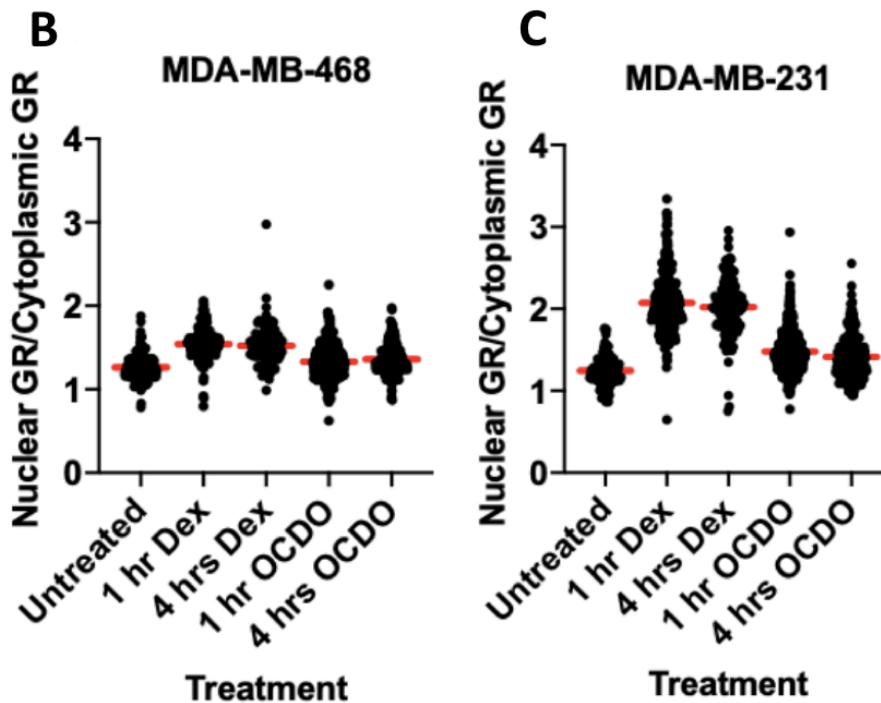 B
MDA-MB-468
Nuclear GR/Cytoplasmic GR
4
3
2
1
0
Untreated
1 hr Dex
4 hrs Dex
1 hr OCDO
4 hrs OCDO
Treatment
C
MDA-MB-231
Nuclear GR/Cytoplasmic GR
4
3
2
1
0
Untreated
1 hr Dex
4 hrs Dex
1 hr OCDO
4 hrs OCDO
Treatment